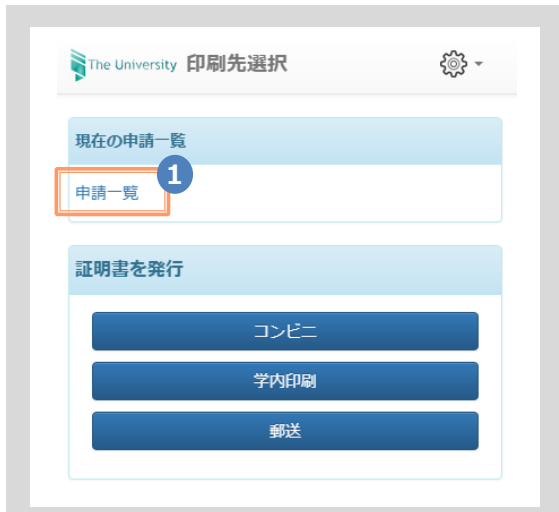 The University 印刷先選択
現在の申請一覧
1
申請一覧
証明書を発行
コンビニ
学内印刷
郵送